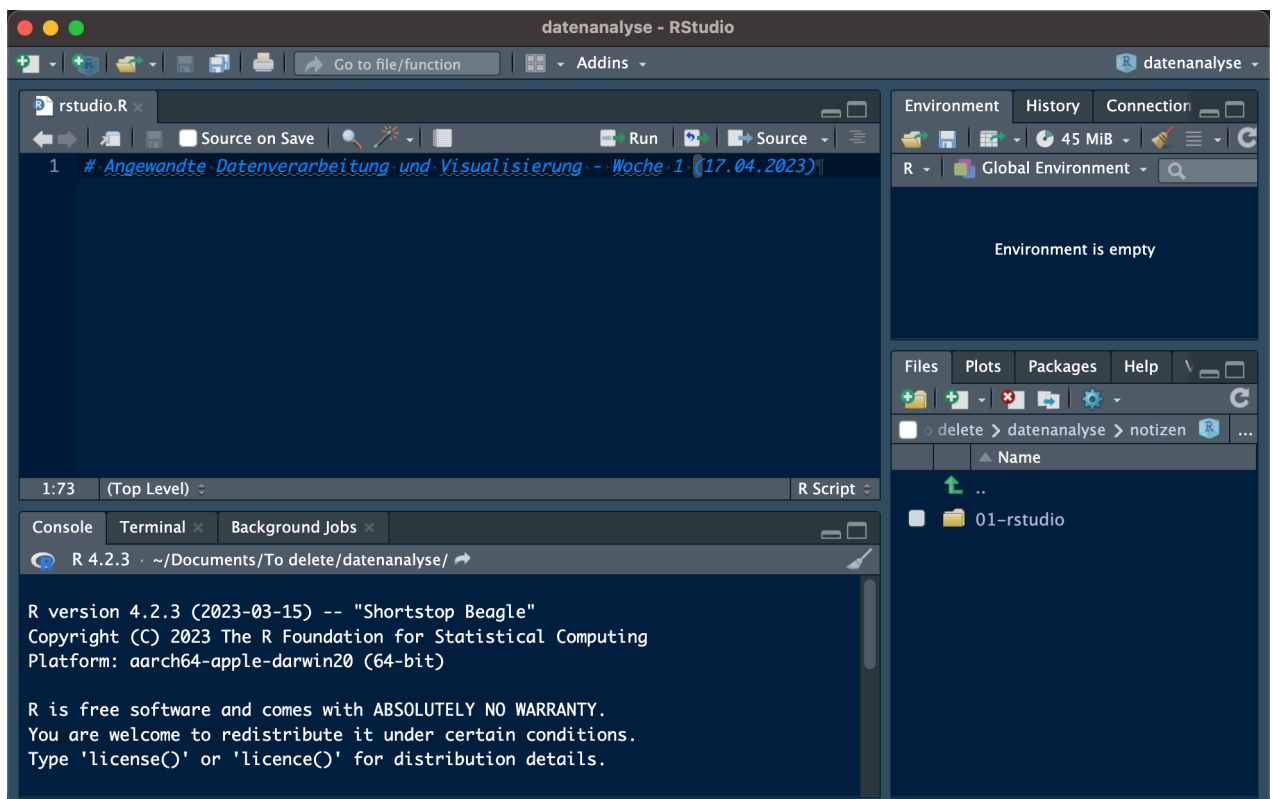 datenanalyse - RStudio
Go to file/function
Addins
datenanalyse
rstudio.R
Source on Save
Run
Source
1 # Angewandte Datenverarbeitung und Visualisierung - Woche 1 (17.04.2023)
1:73 (Top Level)
R Script
Console Terminal Background Jobs
R 4.2.3 · ~/Documents/To delete/datenanalyse/
R version 4.2.3 (2023-03-15) -- "Shortstop Beagle"
Copyright (C) 2023 The R Foundation for Statistical Computing
Platform: aarch64-apple-darwin20 (64-bit)
R is free software and comes with ABSOLUTELY NO WARRANTY.
You are welcome to redistribute it under certain conditions.
Type 'license()' or 'licence()' for distribution details.
Environment History Connection
45 MiB
R Global Environment
Environment is empty
Files Plots Packages Help
o delete > datenanalyse > notizen ...
Name
..
01-rstudio